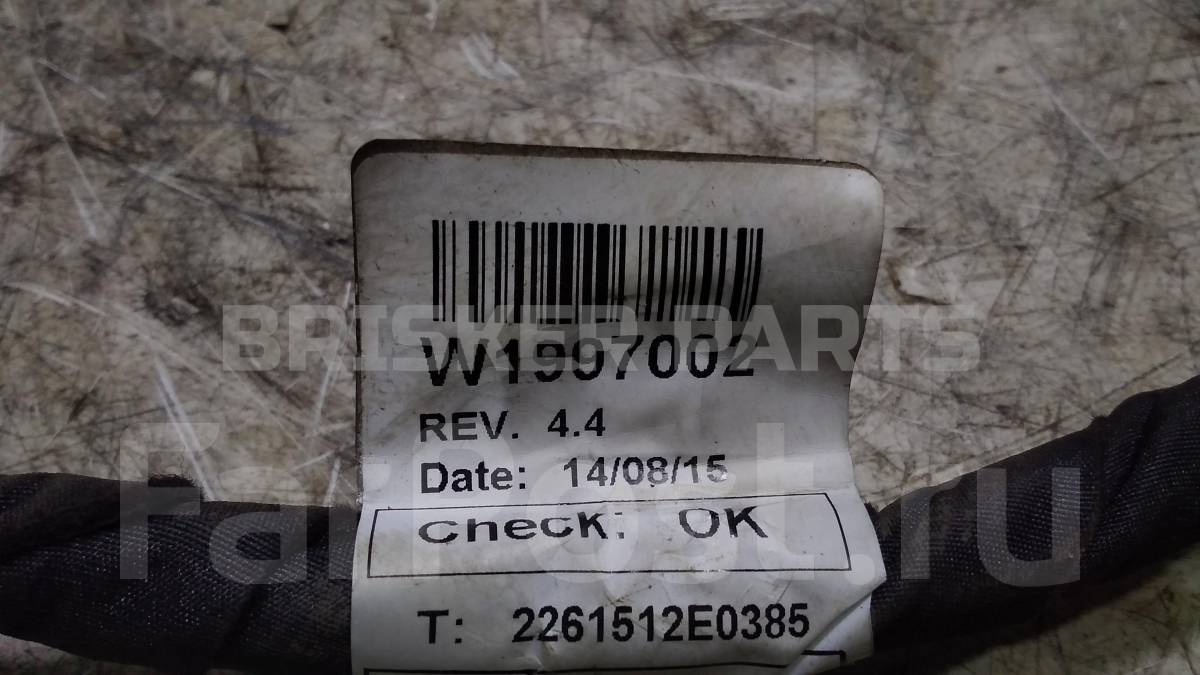 BRISKER PARTS
W1997002
REV. 4.4
Date: 14/08/15
FarPost.ru
Check: OK
T: 2261512E0385